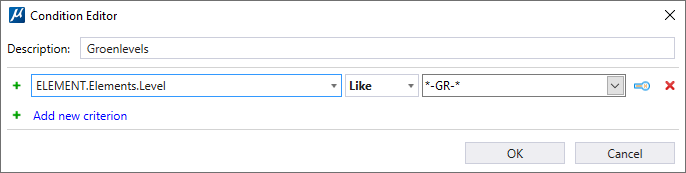 Condition Editor
Description: Groenlevels
ELEMENT.Elements.Level Like *-GR-*
Add new criterion
OK Cancel